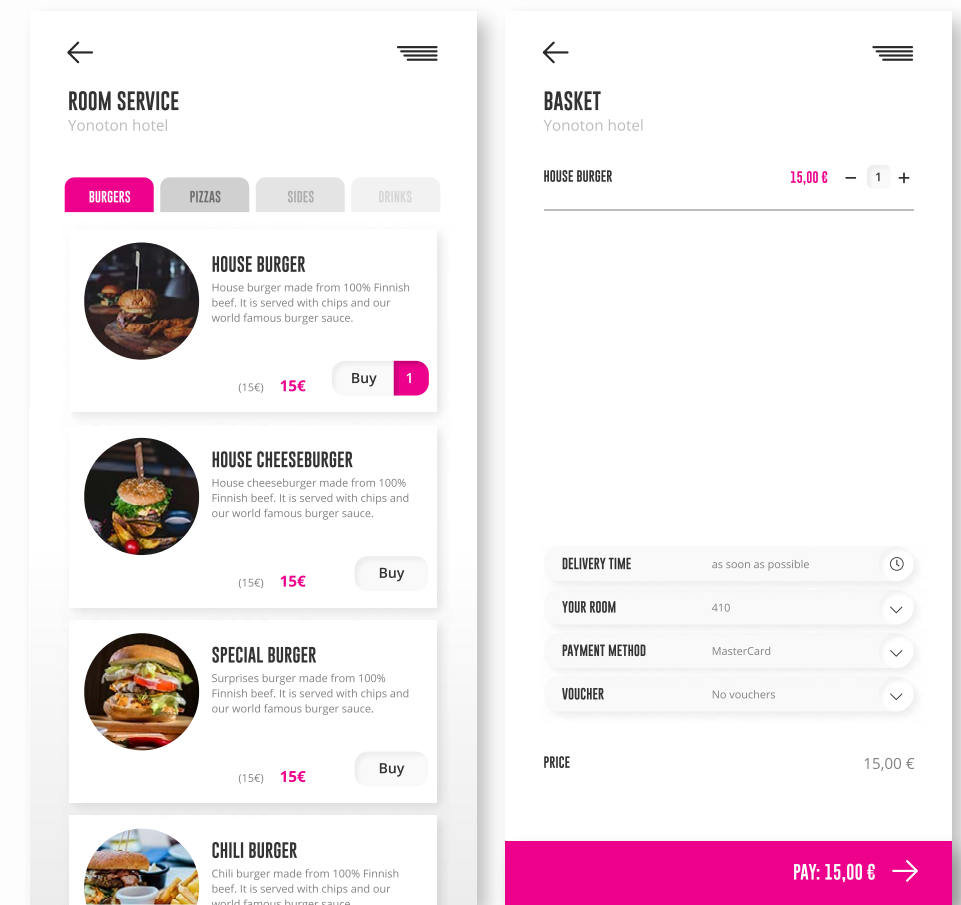 ROOM SERVICE
Yonoton hotel
BURGERS
PIZZAS
SIDES
DRINKS
HOUSE BURGER
House burger made from 100% Finnish
beef. It is served with chips and our
world famous burger sauce.
(15€) 15€ Buy 1
HOUSE CHEESEBURGER
House cheeseburger made from 100%
Finnish beef. It is served with chips and
our world famous burger sauce.
(15€) 15€ Buy
SPECIAL BURGER
Surprises burger made from 100%
Finnish beef. It is served with chips and
our world famous burger sauce.
(15€) 15€ Buy
CHILI BURGER
Chili burger made from 100% Finnish
beef. It is served with chips and our
world famous burger sauce.
BASKET
Yonoton hotel
HOUSE BURGER 15,00 € − 1 +
DELIVERY TIME as soon as possible
YOUR ROOM 410
PAYMENT METHOD MasterCard
VOUCHER No vouchers
PRICE 15,00 €
PAY: 15,00 €